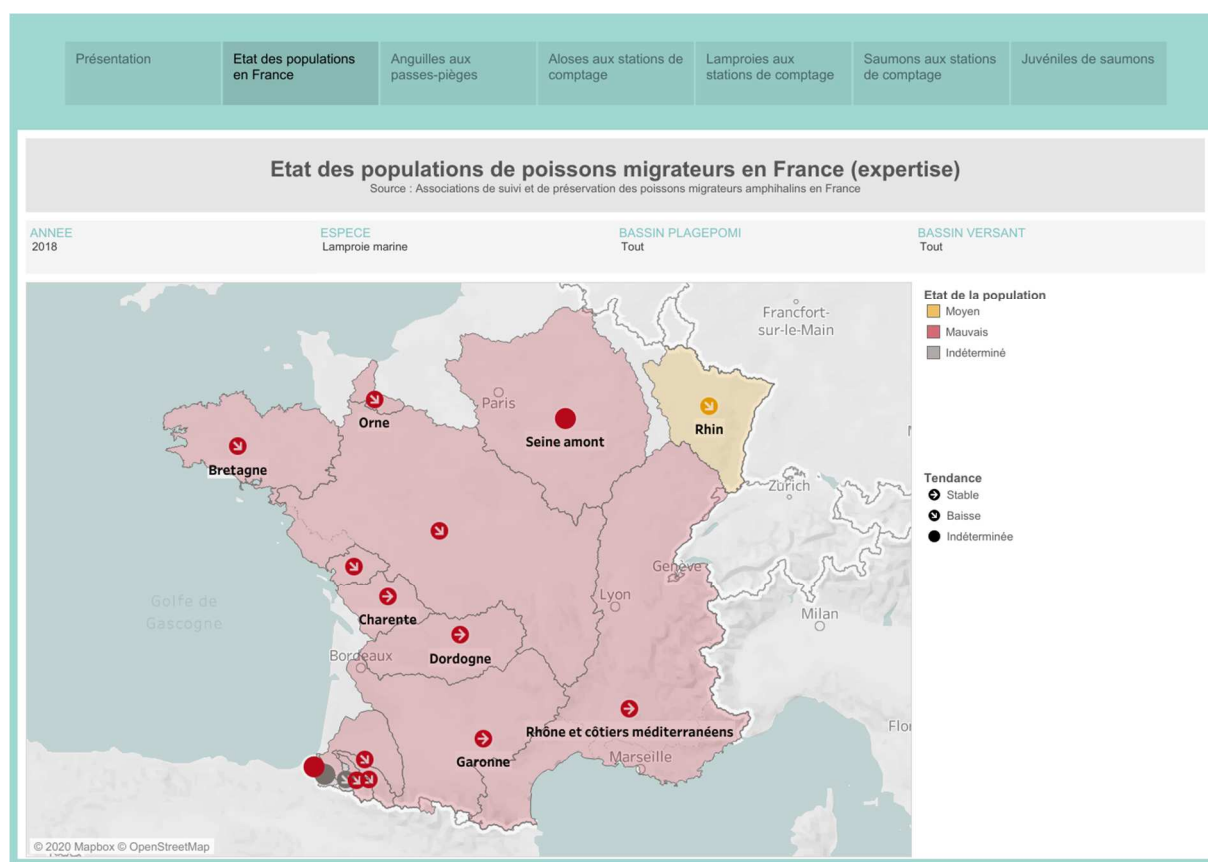 Présentation
Etat des populations
en France
Anguilles aux
passes-pièges
Aloses aux stations de
comptage
Lamproies aux
stations de comptage
Saumons aux stations
de comptage
Juvéniles de saumons
Etat des populations de poissons migrateurs en France (expertise)
Source : Associations de suivi et de préservation des poissons migrateurs amphihalins en France
ANNEE
2018
ESPECE
Lamproie marine
BASSIN PLAGEPOMI
Tout
BASSIN VERSANT
Tout
Etat de la population
Moyen
Mauvais
Indéterminé
Tendance
Stable
Baisse
Indéterminée
Francfort-
sur-le-Main
Paris
Orne
Seine amont
Rhin
Bretagne
Zurich
Genève
Golfe de
Gascogne
Lyon
Milan
Charente
Bordeaux
Dordogne
Rhône et côtiers méditerranéens
Garonne
Marseille
Flo
© 2020 Mapbox © OpenStreetMap